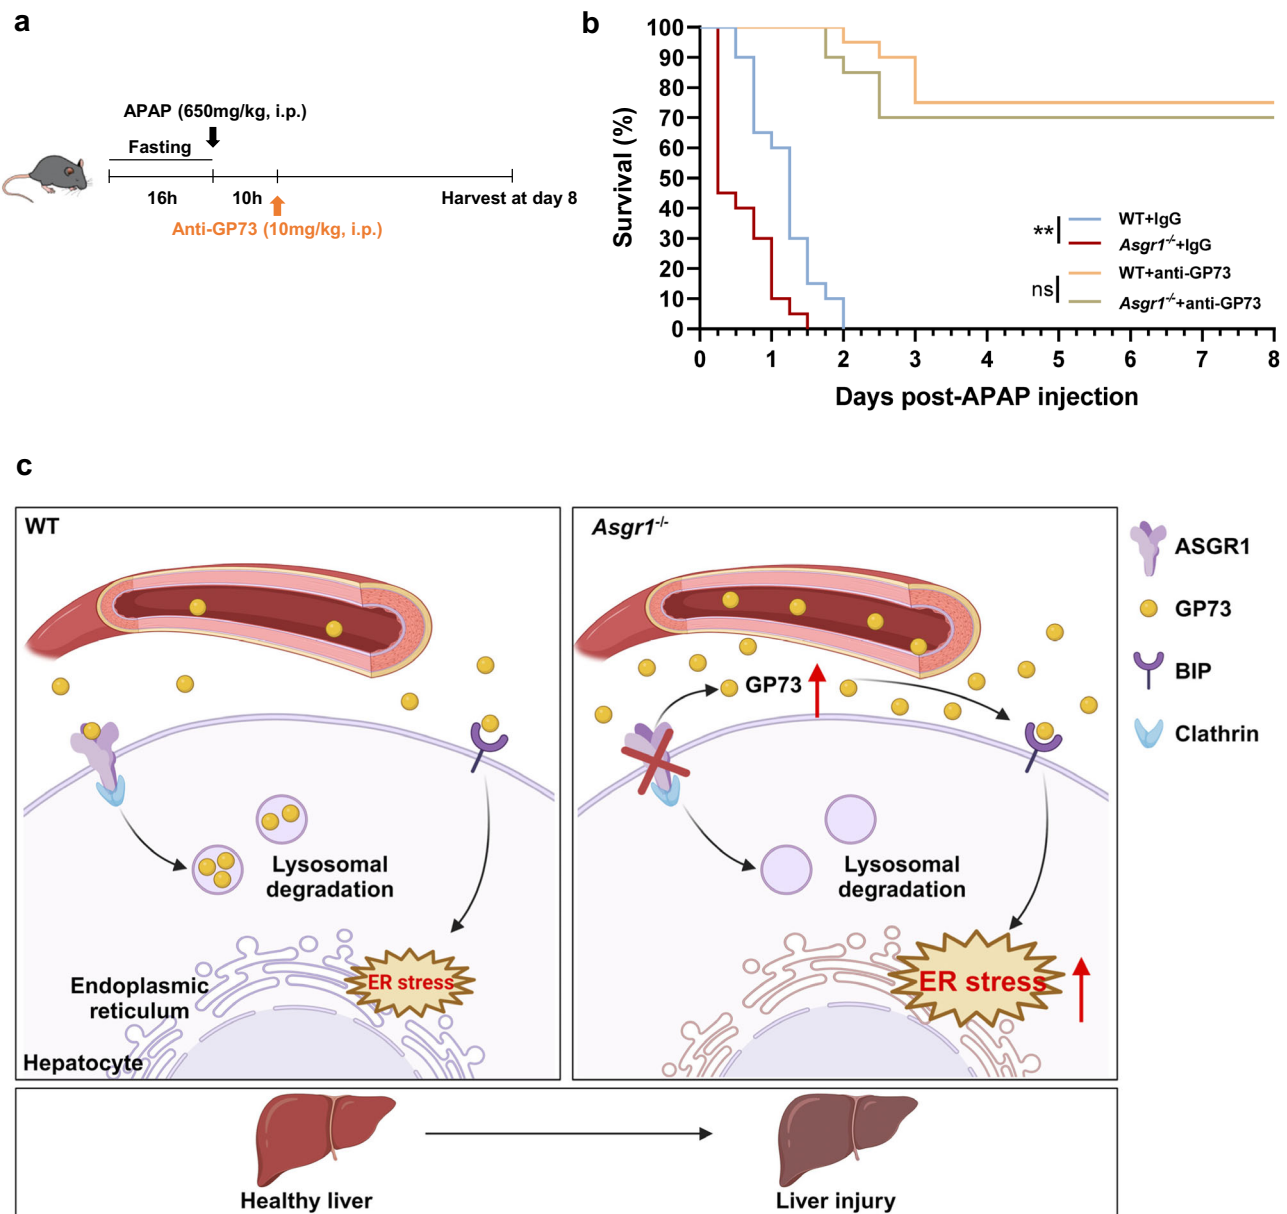 a
APAP (650mg/kg, i.p.)
Fasting
16h
10h
Harvest at day 8
Anti-GP73 (10mg/kg, i.p.)
b
Survival (%)
100
90
80
70
60
50
40
30
20
10
0
0 1 2 3 4 5 6 7 8
Days post-APAP injection
** 
WT+IgG
Asgr1-/-+IgG
ns
WT+anti-GP73
Asgr1-/-+anti-GP73
c
WT
Lysosomal
degradation
Endoplasmic
reticulum
ER stress
Hepatocyte
Asgr1-/-
GP73
Lysosomal
degradation
ER stress
ASGR1
GP73
BIP
Clathrin
Healthy liver
Liver injury